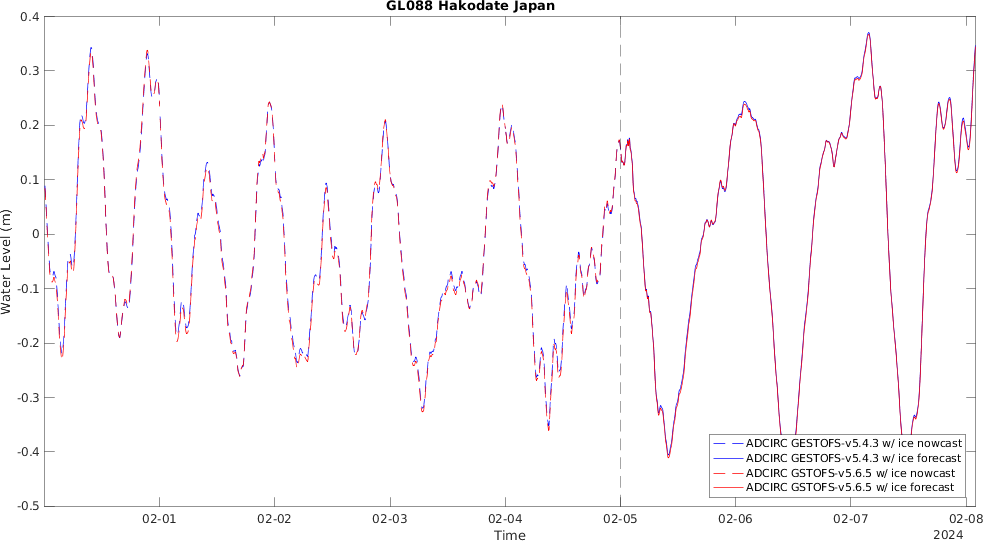 GL088 Hakodate Japan
0.4
0.3
0.2
0.1
0
-0.1
-0.2
-0.3
-0.4
-0.5
Water Level (m)
ADCIRC GESTOFS-v5.4.3 w/ ice nowcast
ADCIRC GESTOFS-v5.4.3 w/ ice forecast
ADCIRC GSTOFS-v5.6.5 w/ ice nowcast
ADCIRC GSTOFS-v5.6.5 w/ ice forecast
02-01 02-02 02-03 02-04 02-05 02-06 02-07 02-08
2024
Time